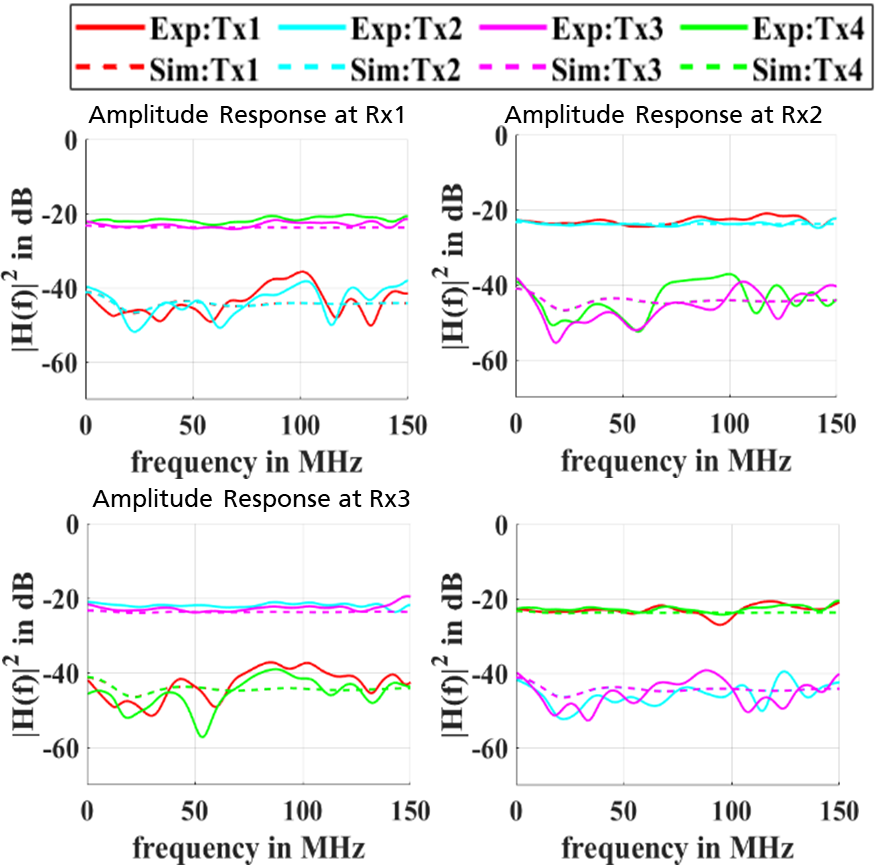 Exp:Tx1 Exp:Tx2 Exp:Tx3 Exp:Tx4
Sim:Tx1 Sim:Tx2 Sim:Tx3 Sim:Tx4
Amplitude Response at Rx1
0
-20
-40
-60
|H(f)|² in dB
0 50 100 150
frequency in MHz
Amplitude Response at Rx2
0
-20
-40
-60
|H(f)|² in dB
0 50 100 150
frequency in MHz
Amplitude Response at Rx3
0
-20
-40
-60
|H(f)|² in dB
0 50 100 150
frequency in MHz
0
-20
-40
-60
|H(f)|² in dB
0 50 100 150
frequency in MHz